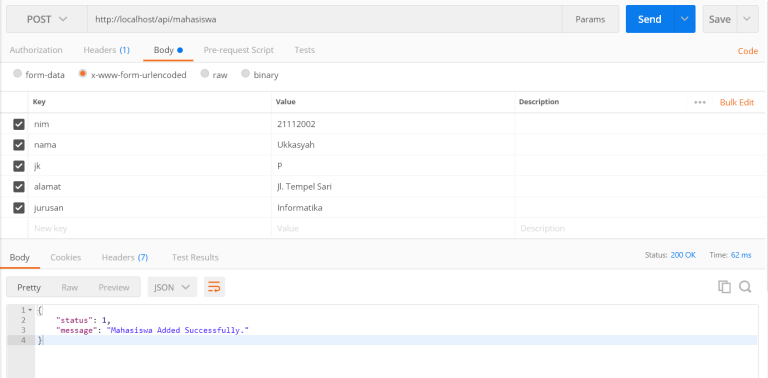 POST http://localhost/api/mahasiswa Params Send Save
Authorization Headers (1) Body Pre-request Script Tests Code
form-data x-www-form-urlencoded raw binary
Key Value Description ••• Bulk Edit
nim 21112002
nama Ukkasyah
jk P
alamat Jl. Tempel Sari
jurusan Informatika
New key Value Description
Body Cookies Headers (7) Test Results Status: 200 OK Time: 62 ms
Pretty Raw Preview JSON
1 {
2 "status": 1,
3 "message": "Mahasiswa Added Successfully."
4 }